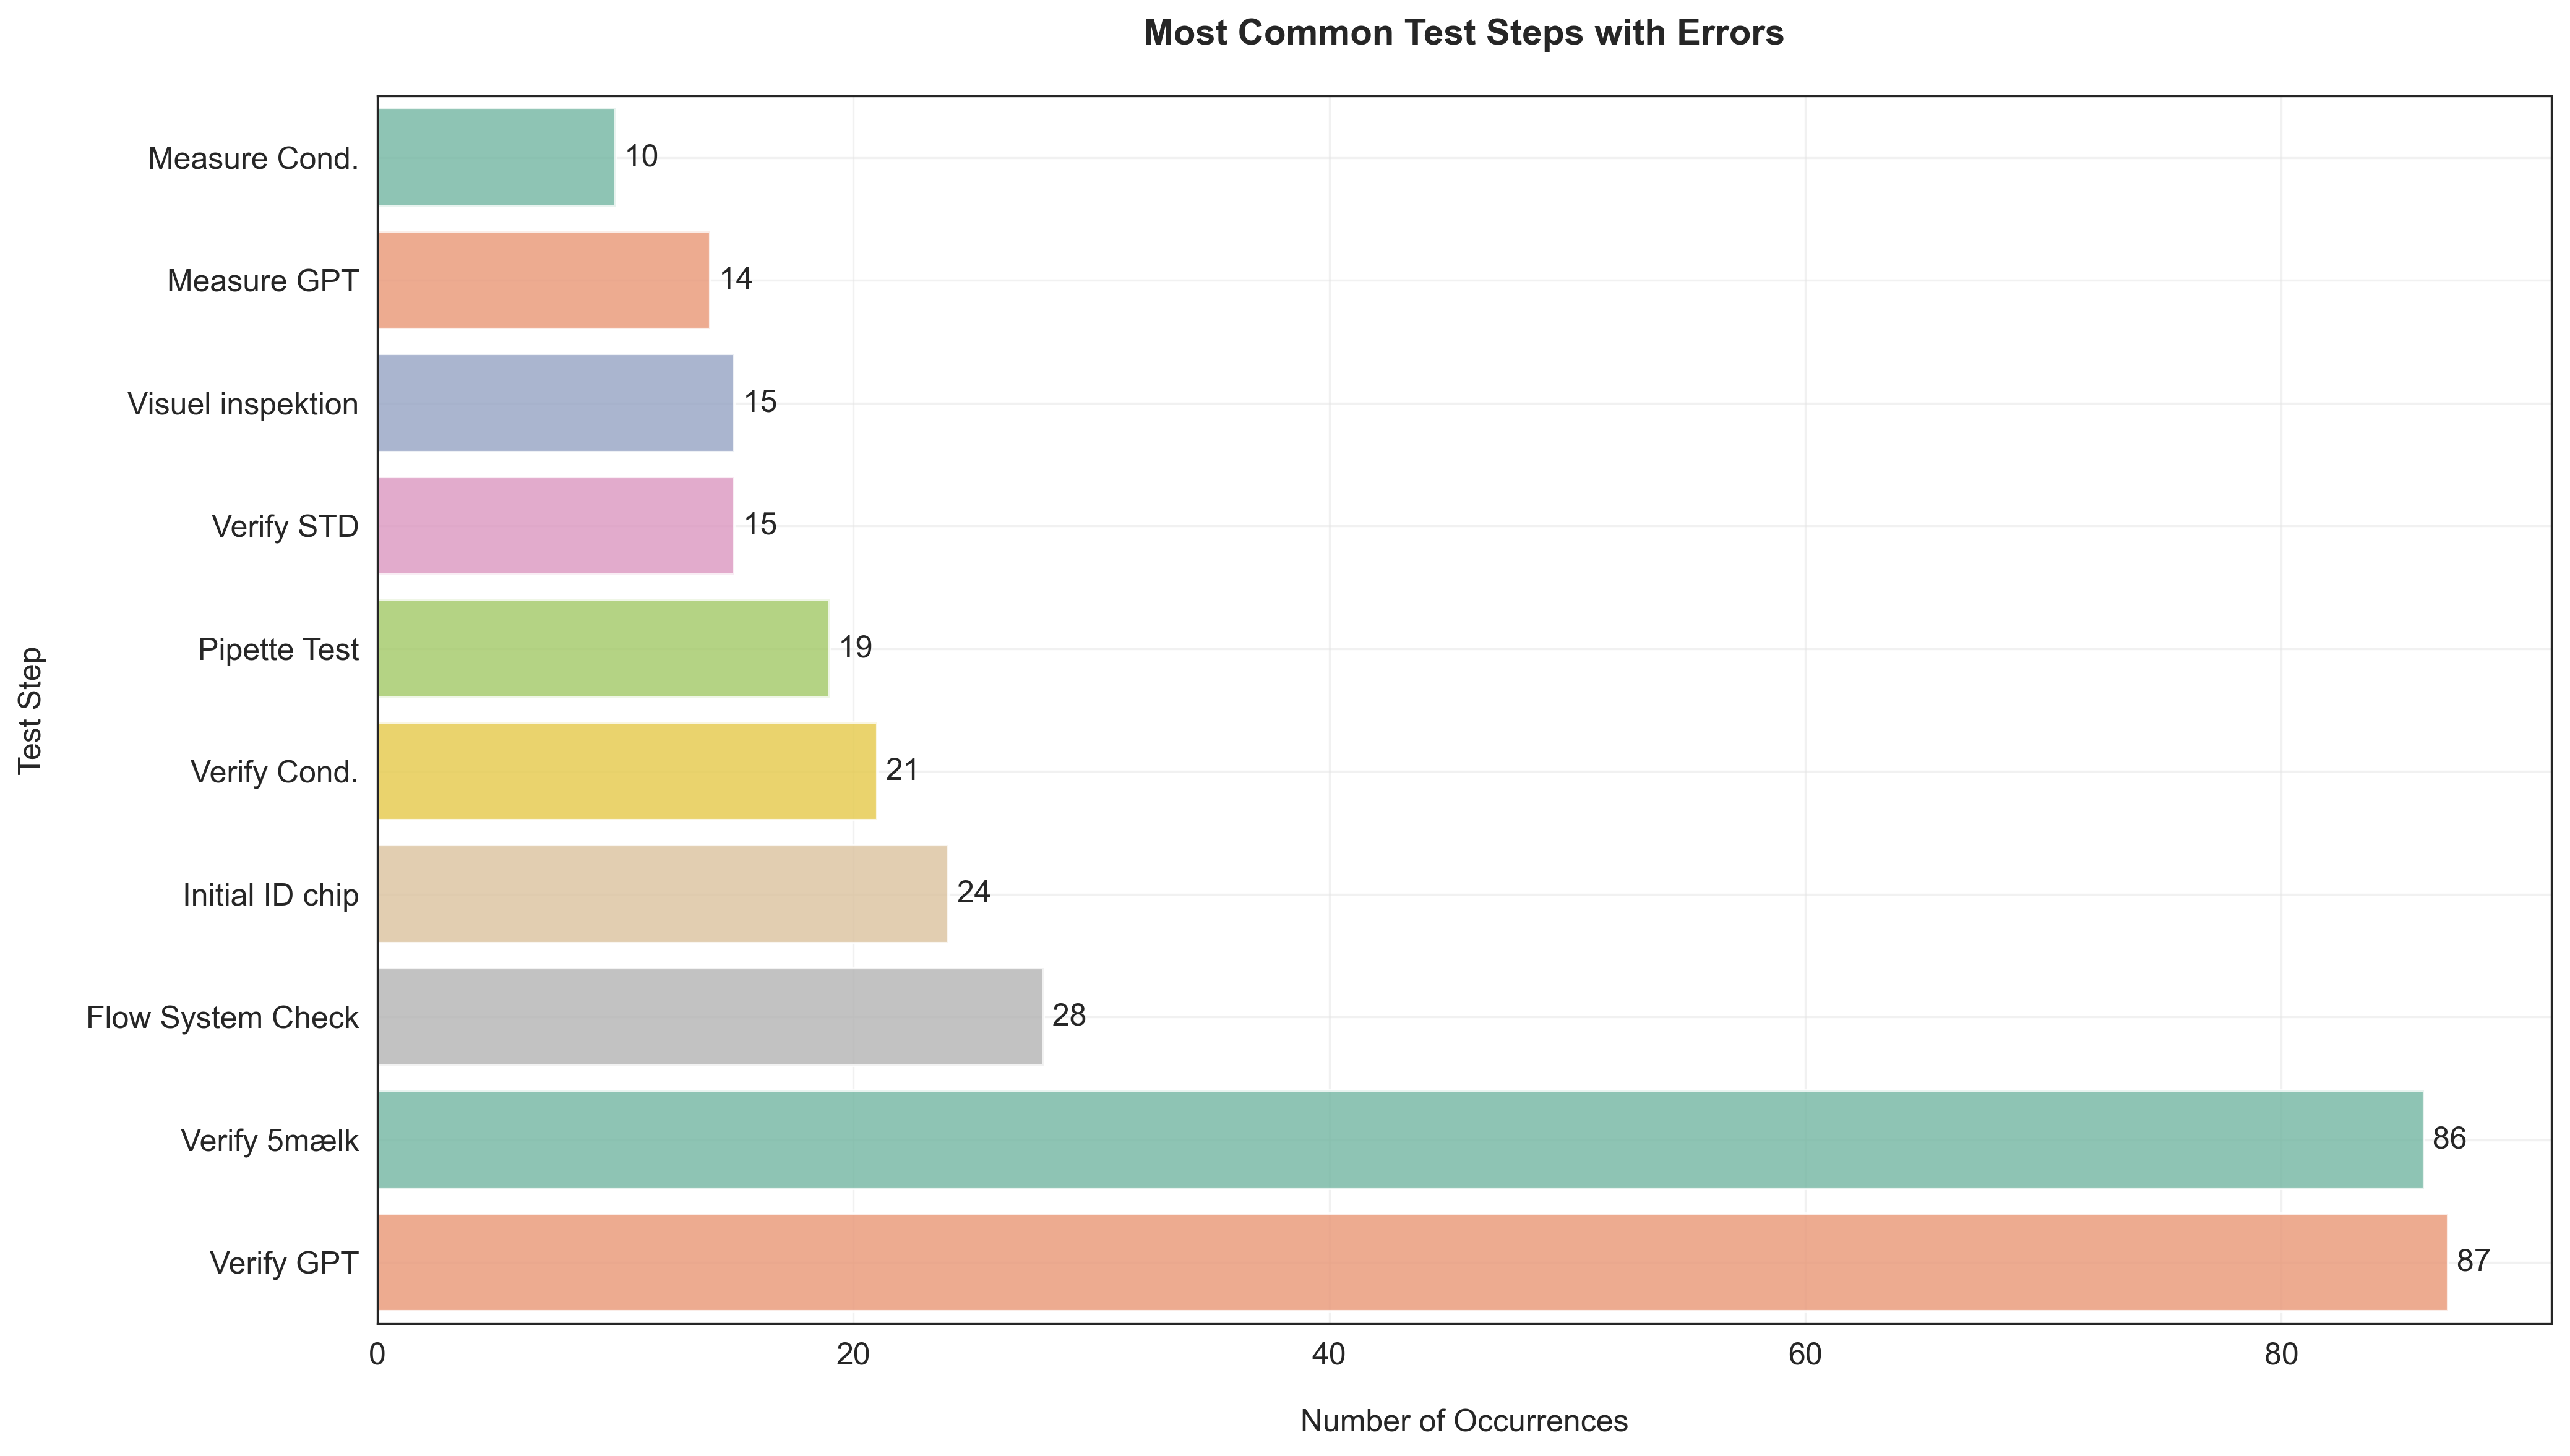 Most Common Test Steps with Errors
Test Step
Measure Cond.
10
Measure GPT
14
Visuel inspektion
15
Verify STD
15
Pipette Test
19
Verify Cond.
21
Initial ID chip
24
Flow System Check
28
Verify 5mælk
86
Verify GPT
87
0 20 40 60 80
Number of Occurrences